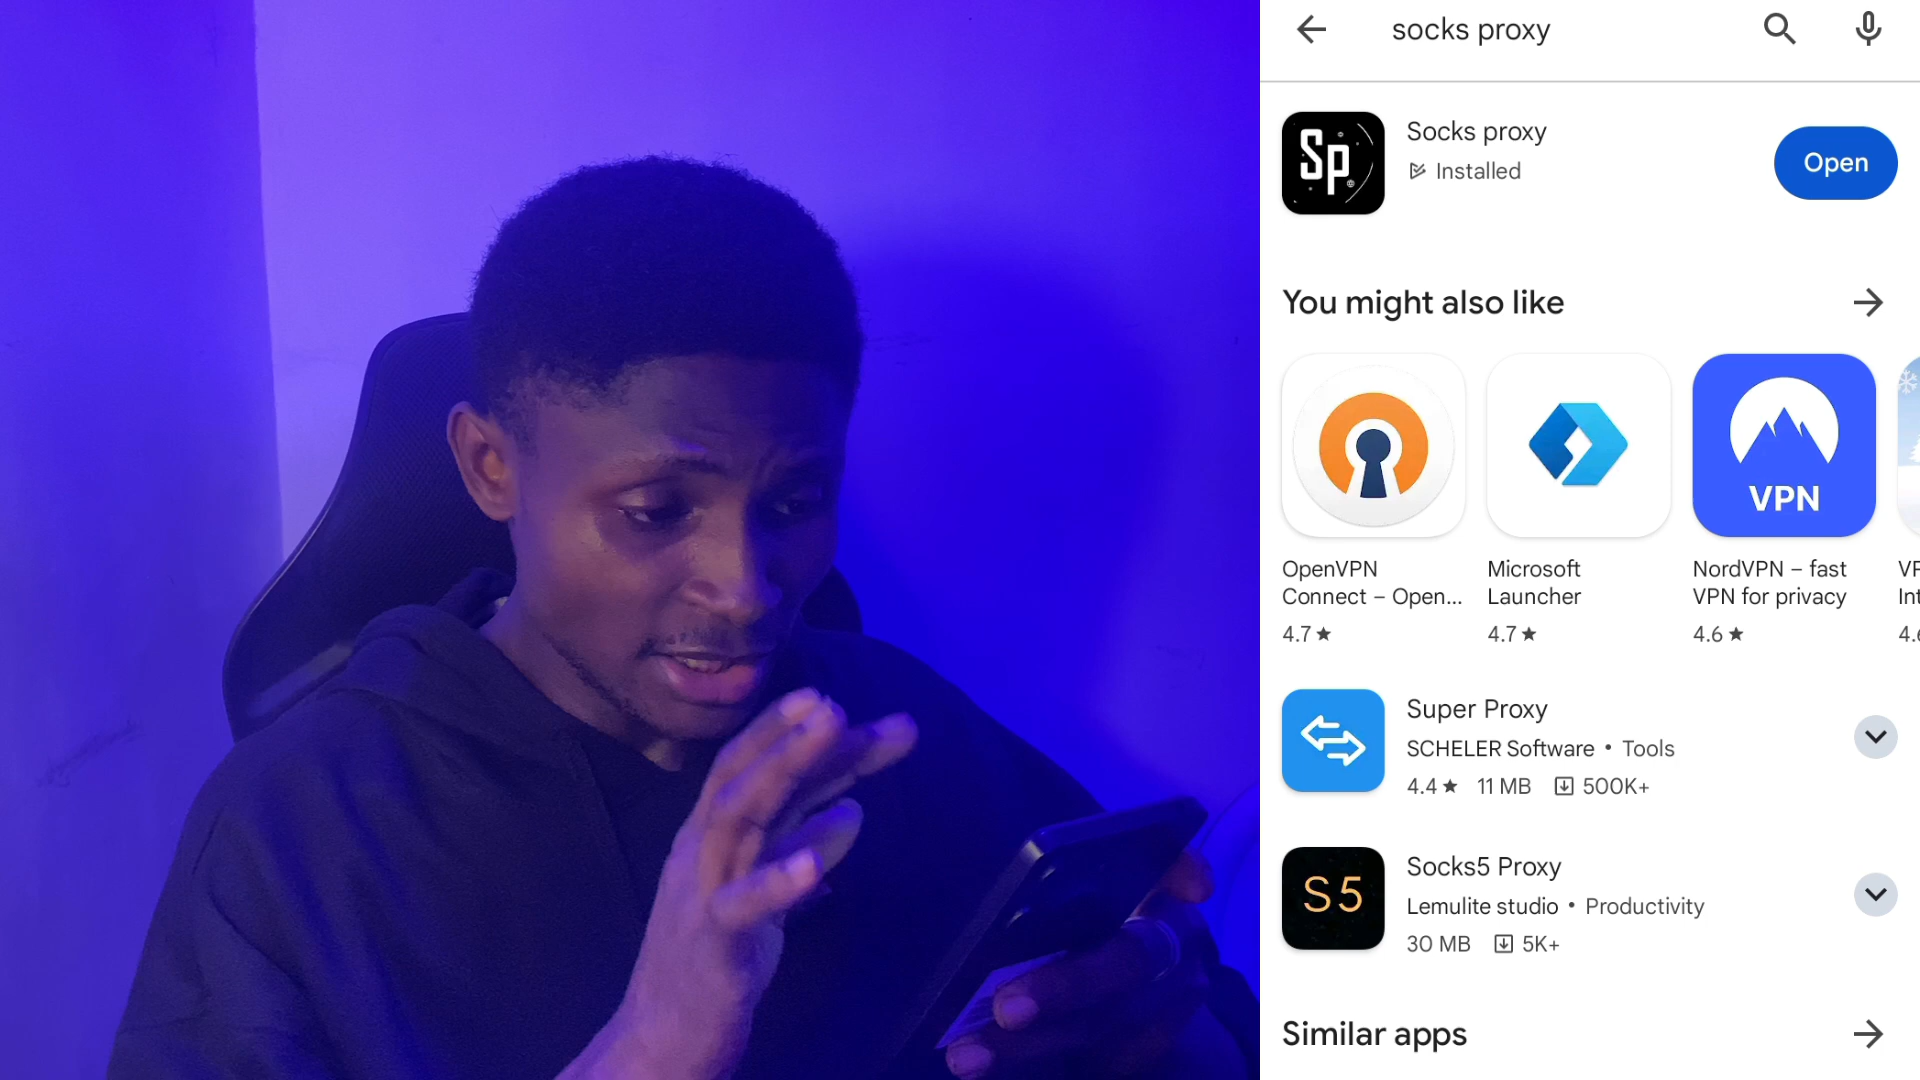 socks proxy
Sp
Socks proxy
Installed
Open
You might also like
VPN
OpenVPN
Connect – Open...
4.7 ★
Microsoft
Launcher
4.7 ★
NordVPN – fast
VPN for privacy
4.6 ★
Super Proxy
SCHELER Software • Tools
4.4 ★ 11 MB 500K+
S5
Socks5 Proxy
Lemulite studio • Productivity
30 MB 5K+
Similar apps